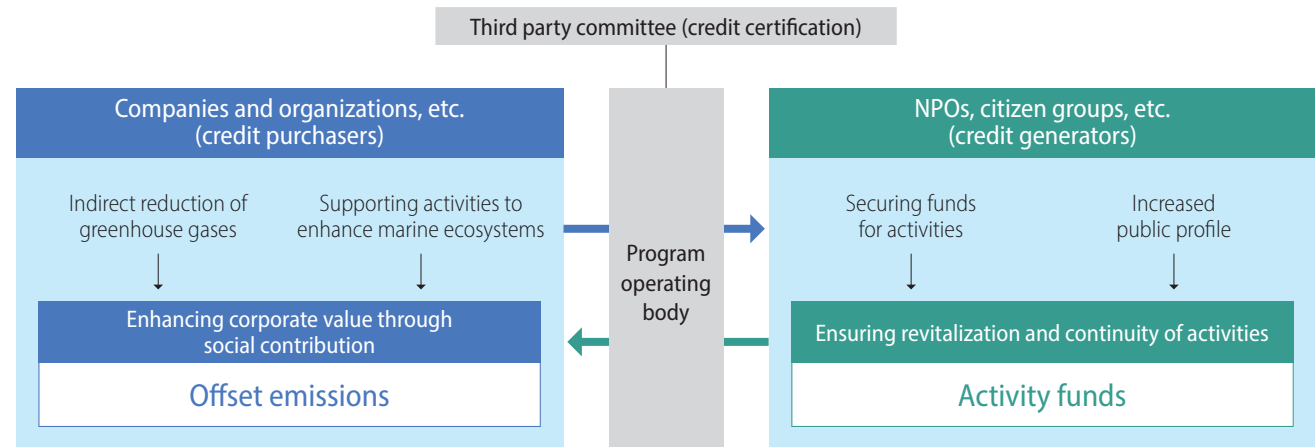 Third party committee (credit certification)
Companies and organizations, etc.
(credit purchasers)
Indirect reduction of
greenhouse gases
Supporting activities to
enhance marine ecosystems
Enhancing corporate value through
social contribution
Offset emissions
Program
operating
body
NPOs, citizen groups, etc.
(credit generators)
Securing funds
for activities
Increased
public profile
Ensuring revitalization and continuity of activities
Activity funds